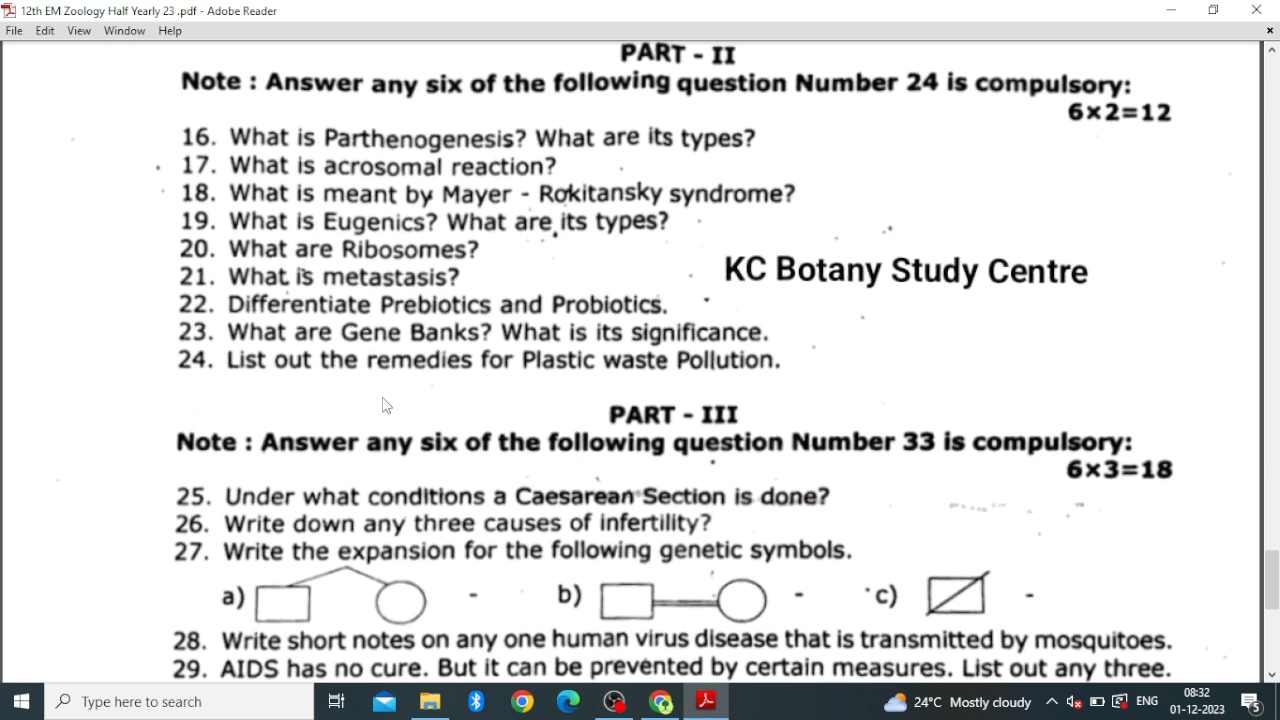 12th EM Zoology Half Yearly 23 .pdf - Adobe Reader
File Edit View Window Help
PART - II
Note : Answer any six of the following question Number 24 is compulsory:
6×2=12
16. What is Parthenogenesis? What are its types?
17. What is acrosomal reaction?
18. What is meant by Mayer - Rokitansky syndrome?
19. What is Eugenics? What are its types?
20. What are Ribosomes?
21. What is metastasis?
KC Botany Study Centre
22. Differentiate Prebiotics and Probiotics.
23. What are Gene Banks? What is its significance.
24. List out the remedies for Plastic waste Pollution.
PART - III
Note : Answer any six of the following question Number 33 is compulsory:
6×3=18
25. Under what conditions a Caesarean Section is done?
26. Write down any three causes of infertility?
27. Write the expansion for the following genetic symbols.
a) - b) - c) -
28. Write short notes on any one human virus disease that is transmitted by mosquitoes.
29. AIDS has no cure. But it can be prevented by certain measures. List out any three.
Type here to search
24°C Mostly cloudy
ENG
08:32
01-12-2023
5